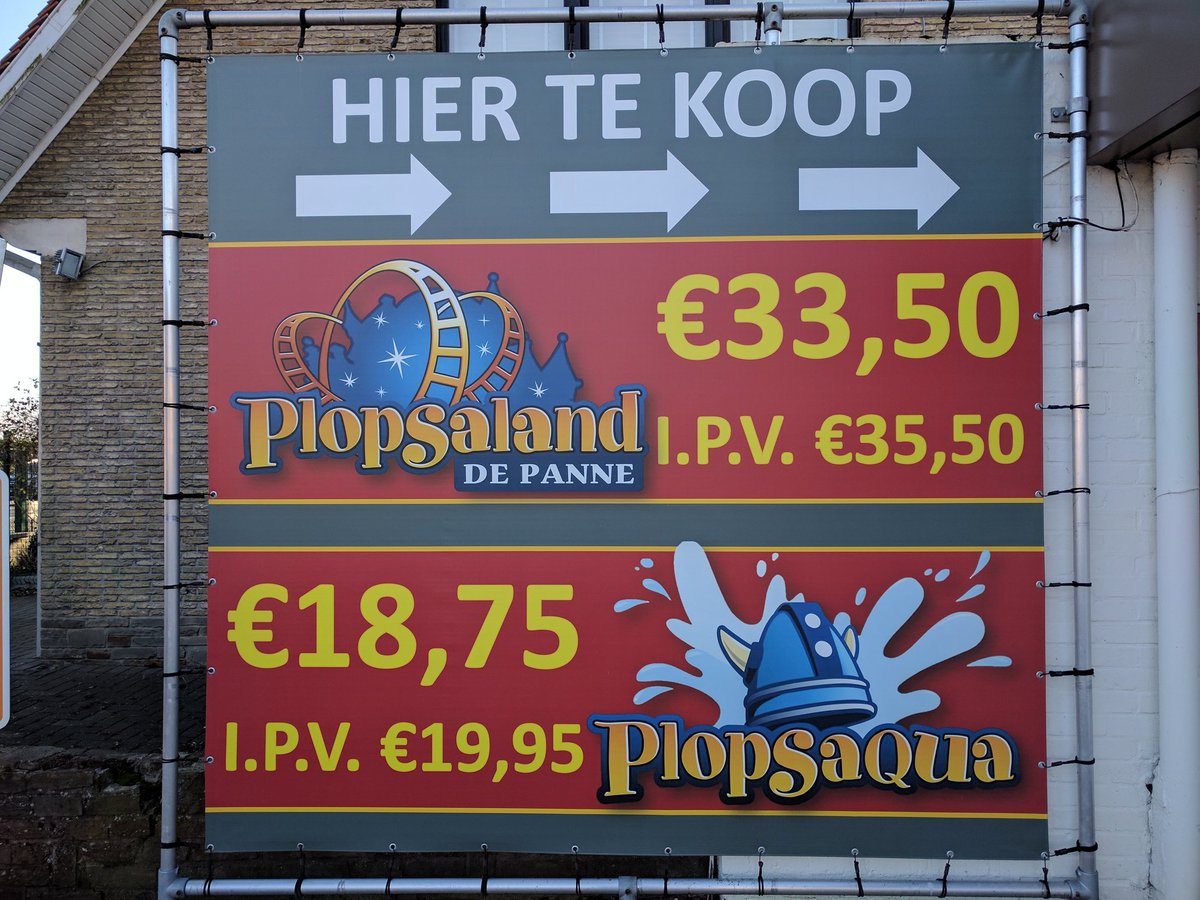 HIER TE KOOP
Plopsaland
DE PANNE
€33,50
I.P.V. €35,50
€18,75
I.P.V. €19,95
PlopsaQua